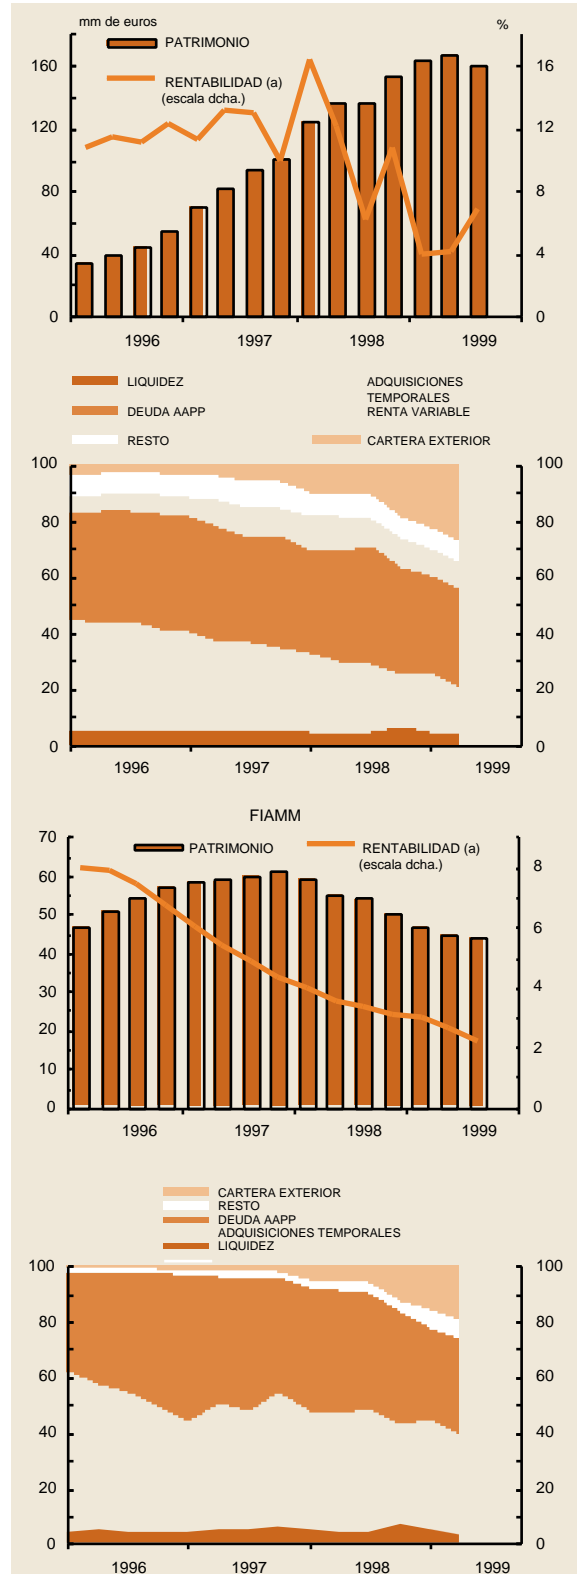 mm de euros %
PATRIMONIO
RENTABILIDAD (a)
(escala dcha.)
160 16
120 12
80 8
40 4
0 0
1996 1997 1998 1999
LIQUIDEZ ADQUISICIONES
TEMPORALES
DEUDA AAPP RENTA VARIABLE
RESTO CARTERA EXTERIOR
100 100
80 80
60 60
40 40
20 20
0 0
1996 1997 1998 1999
FIAMM
70
PATRIMONIO RENTABILIDAD (a)
(escala dcha.)
8
60
50
6
40
30
4
20
2
10
0 0
1996 1997 1998 1999
CARTERA EXTERIOR
RESTO
DEUDA AAPP
ADQUISICIONES TEMPORALES
LIQUIDEZ
100 100
80 80
60 60
40 40
20 20
0 0
1996 1997 1998 1999